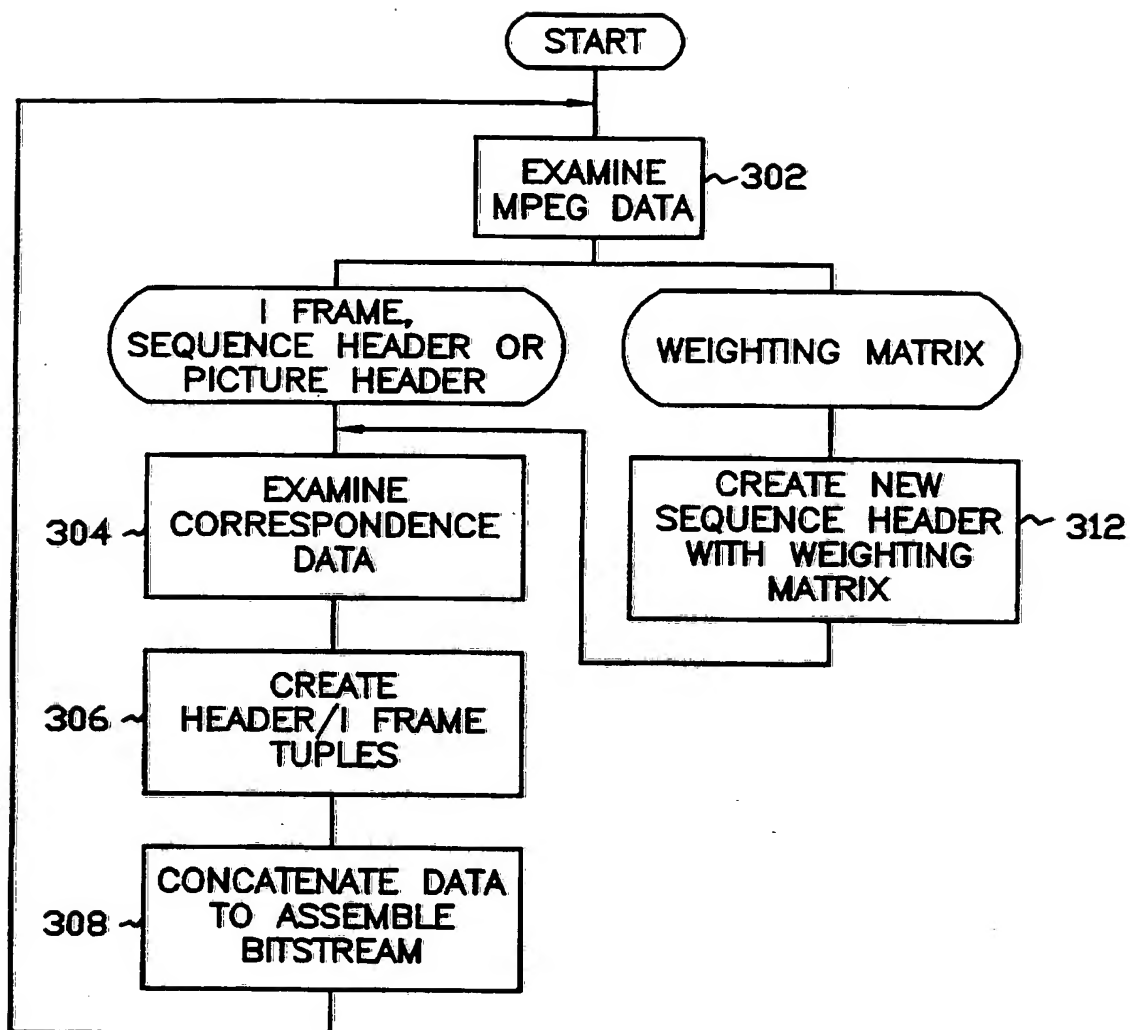 START
EXAMINE
MPEG DATA
302
I FRAME,
SEQUENCE HEADER OR
PICTURE HEADER
WEIGHTING MATRIX
EXAMINE
CORRESPONDENCE
DATA
304
CREATE NEW
SEQUENCE HEADER
WITH WEIGHTING
MATRIX
312
CREATE
HEADER/I FRAME
TUPLES
306
CONCATENATE DATA
TO ASSEMBLE
BITSTREAM
308